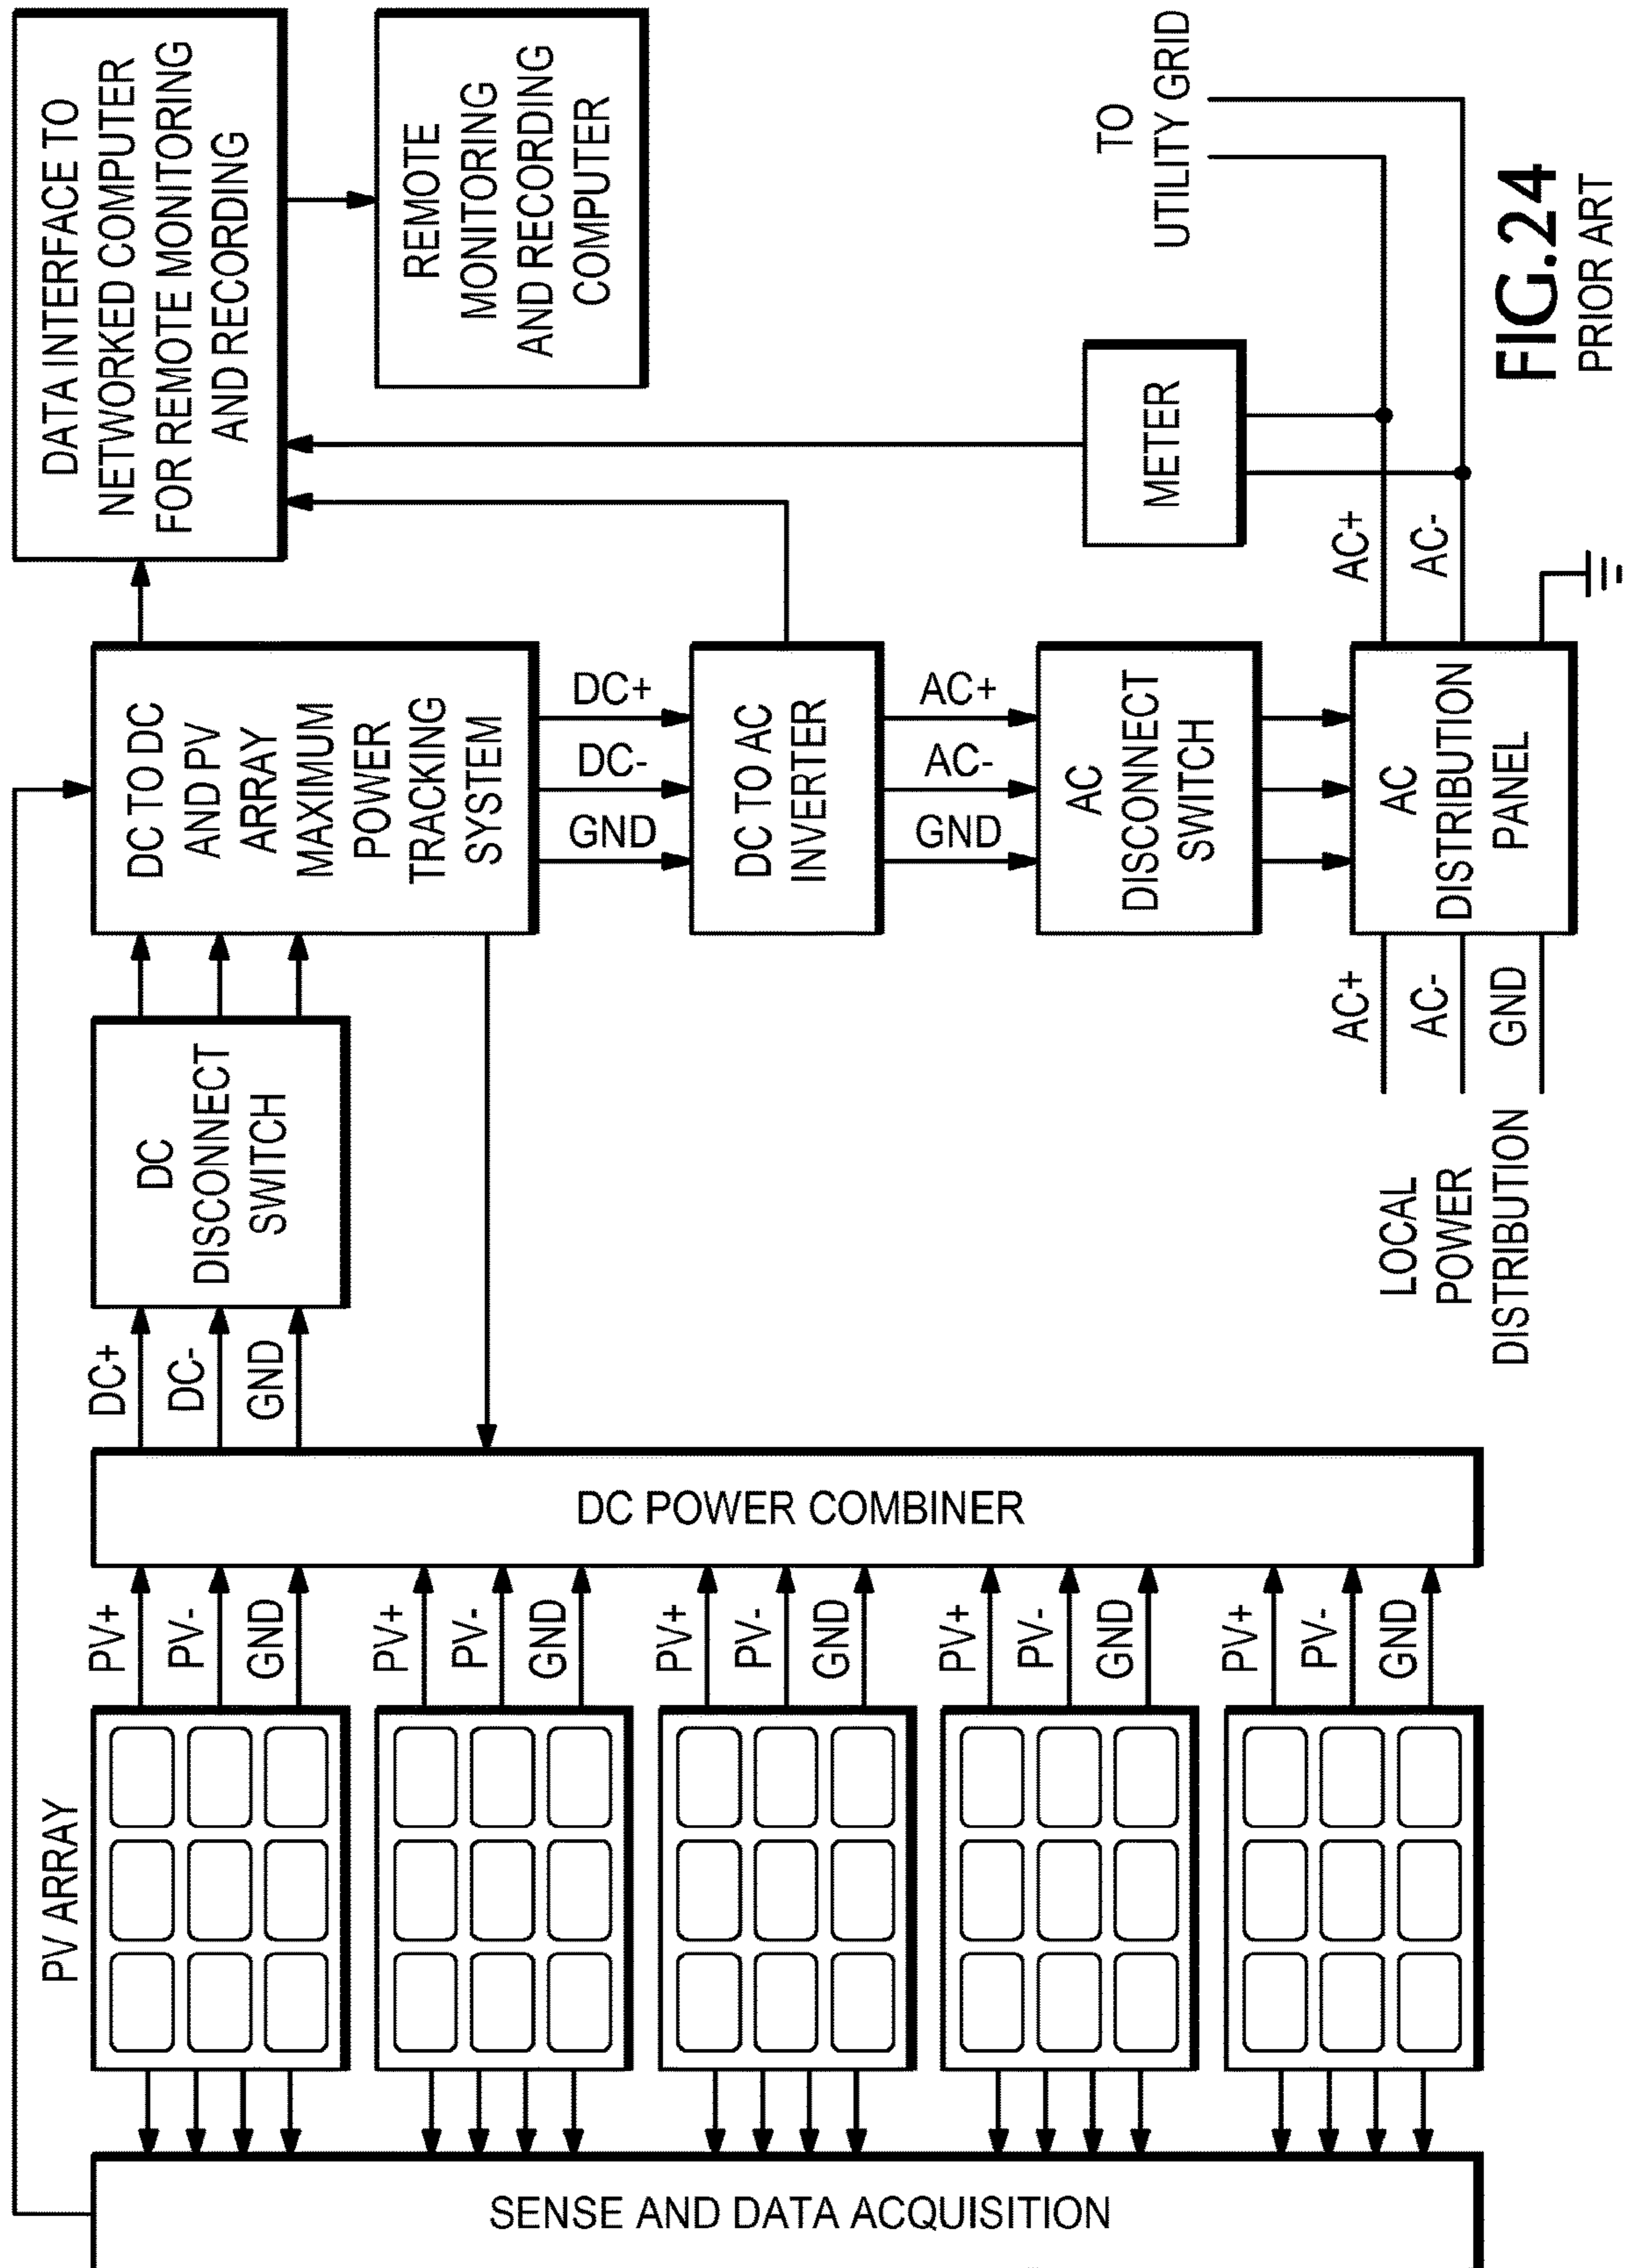 PV ARRAY
SENSE AND DATA ACQUISITION
PV+
PV-
GND
PV+
PV-
GND
PV+
PV-
GND
PV+
PV-
GND
PV+
PV-
GND
DC POWER COMBINER
DC+
DC-
GND
DC
DISCONNECT
SWITCH
DC TO DC
AND PV
ARRAY
MAXIMUM
POWER
TRACKING
SYSTEM
DC+
DC-
GND
DC TO AC
INVERTER
AC+
AC-
GND
AC
DISCONNECT
SWITCH
AC
DISTRIBUTION
PANEL
AC+
AC-
GND
LOCAL
POWER
DISTRIBUTION
AC+
AC-
METER
TO
UTILITY GRID
DATA INTERFACE TO
NETWORKED COMPUTER
FOR REMOTE MONITORING
AND RECORDING
REMOTE
MONITORING
AND RECORDING
COMPUTER
FIG.24
PRIOR ART